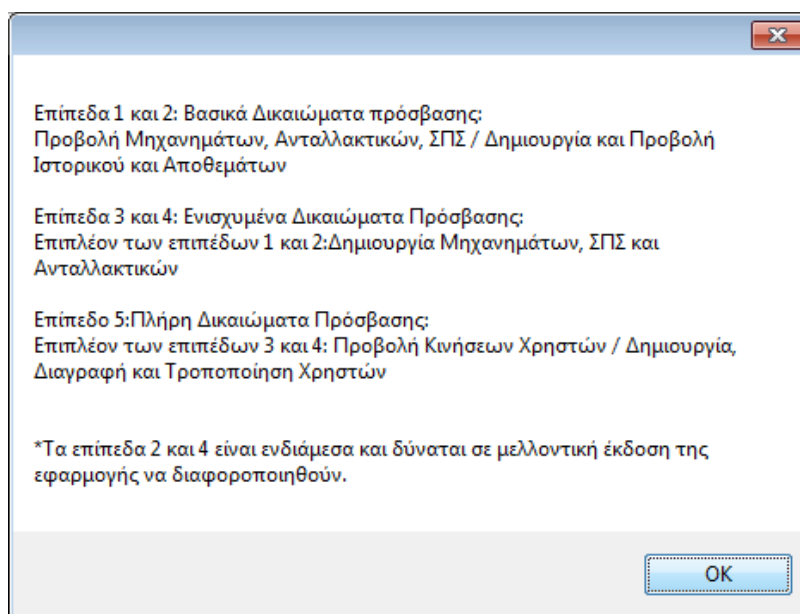 Επίπεδα 1 και 2: Βασικά Δικαιώματα πρόσβασης:
Προβολή Μηχανημάτων, Ανταλλακτικών, ΣΠΣ / Δημιουργία και Προβολή
Ιστορικού και Αποθεμάτων
Επίπεδα 3 και 4: Ενισχυμένα Δικαιώματα Πρόσβασης:
Επιπλέον των επιπέδων 1 και 2:Δημιουργία Μηχανημάτων, ΣΠΣ και
Ανταλλακτικών
Επίπεδο 5:Πλήρη Δικαιώματα Πρόσβασης:
Επιπλέον των επιπέδων 3 και 4: Προβολή Κινήσεων Χρηστών / Δημιουργία,
Διαγραφή και Τροποποίηση Χρηστών
*Τα επίπεδα 2 και 4 είναι ενδιάμεσα και δύναται σε μελλοντική έκδοση της
εφαρμογής να διαφοροποιηθούν.
OK